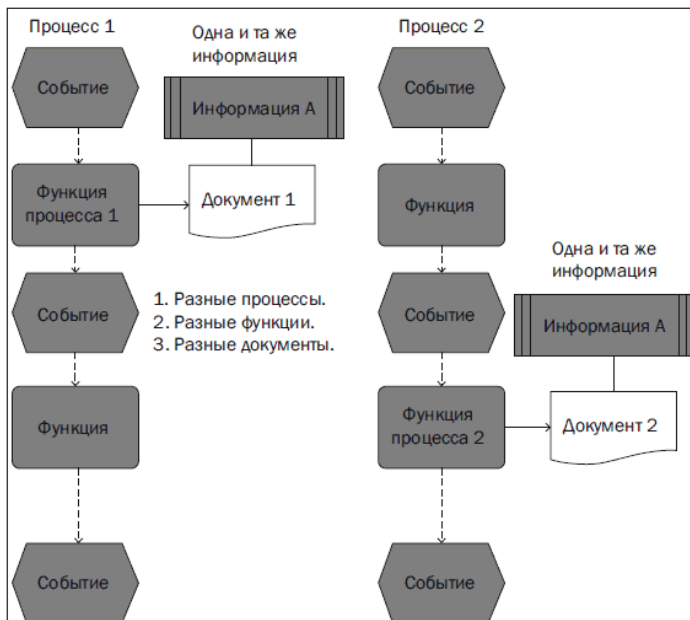 Процесс 1
Одна и та же
информация
Процесс 2
Событие
Информация А
Событие
Функция
процесса 1
Документ 1
Функция
Одна и та же
информация
Событие
1. Разные процессы.
2. Разные функции.
3. Разные документы.
Событие
Информация А
Функция
Функция
процесса 2
Документ 2
Событие
Событие